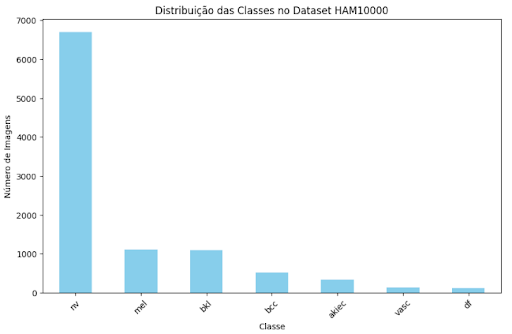 Distribuição das Classes no Dataset HAM10000
Número de Imagens
7000
6000
5000
4000
3000
2000
1000
0
nv
mel
bkl
bcc
akiec
vasc
df
Classe